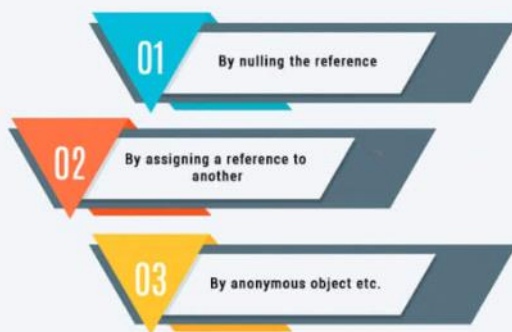 01
By nulling the reference
02
By assigning a reference to
another
03
By anonymous object etc.